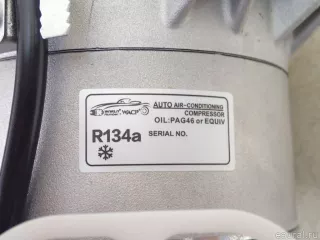 AUTO AIR-CONDITIONING
COMPRESSOR
OIL:PAG46 or EQUIV
R134a SERIAL NO.